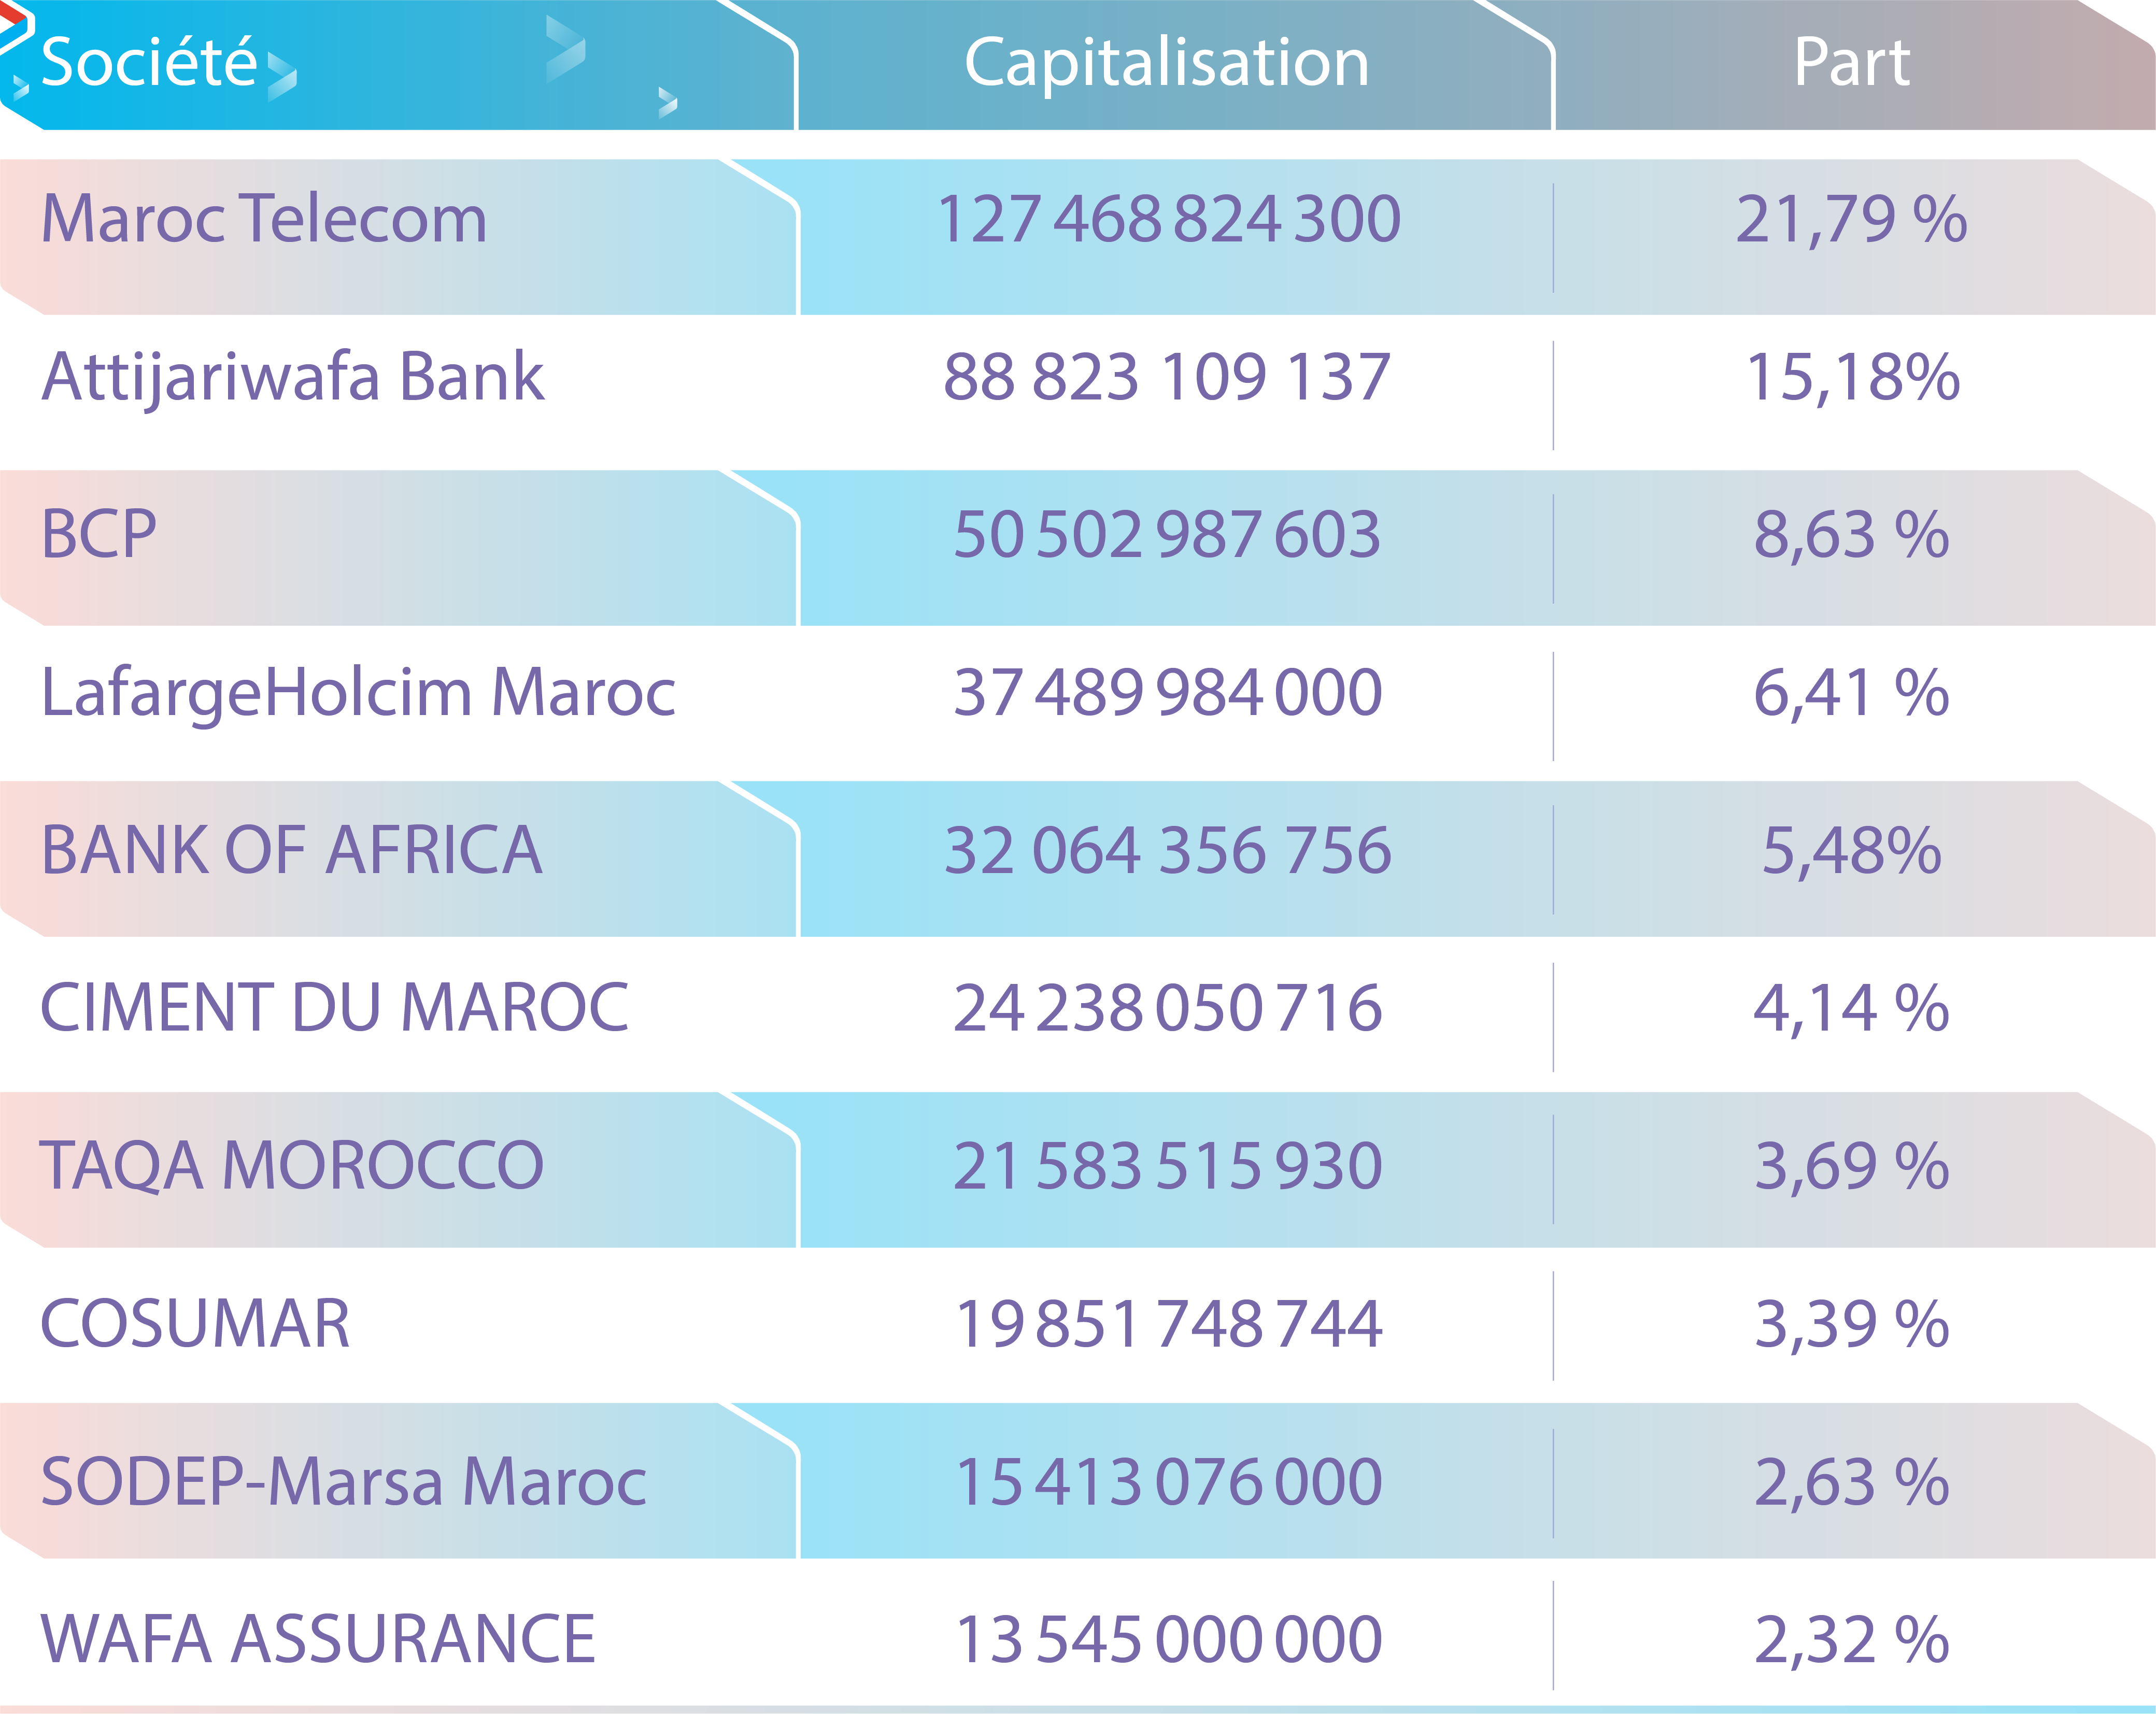 Société Capitalisation Part
Maroc Telecom 127 468 824 300 21,79 %
Attijariwafa Bank 88 823 109 137 15,18%
BCP 50 502 987 603 8,63 %
LafargeHolcim Maroc 37 489 984 000 6,41 %
BANK OF AFRICA 32 064 356 756 5,48%
CIMENT DU MAROC 24 238 050 716 4,14 %
TAQA MOROCCO 21 583 515 930 3,69 %
COSUMAR 19 851 748 744 3,39 %
SODEP-Marsa Maroc 15 413 076 000 2,63 %
WAFA ASSURANCE 13 545 000 000 2,32 %